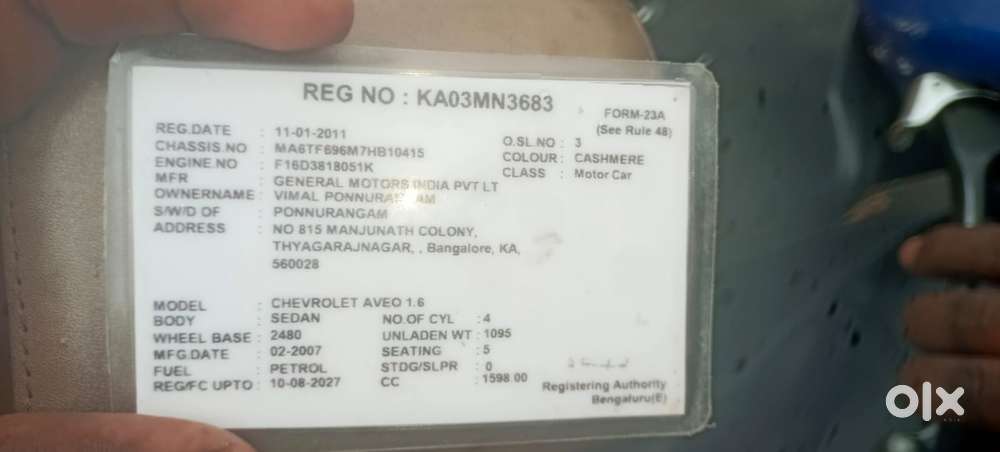 REG NO : KA03MN3683
FORM-23A
(See Rule 48)
REG.DATE : 11-01-2011
O.SL.NO : 3
CHASSIS NO : MA6TF696M7HB10415
COLOUR : CASHMERE
ENGINE.NO : F16D3818051K
CLASS : Motor Car
MFR : GENERAL MOTORS INDIA PVT LT
OWNERNAME : VIMAL PONNURANGAM
S/W/D OF : PONNURANGAM
ADDRESS : NO 815 MANJUNATH COLONY,
THYAGARAJNAGAR, , Bangalore, KA,
560028
MODEL : CHEVROLET AVEO 1.6
BODY : SEDAN NO.OF CYL : 4
WHEEL BASE : 2480 UNLADEN WT : 1095
MFG.DATE : 02-2007 SEATING : 5
FUEL : PETROL STDG/SLPR : 0
REG/FC UPTO : 10-08-2027 CC : 1598.00
Registering Authority
Bengaluru(E)
olx